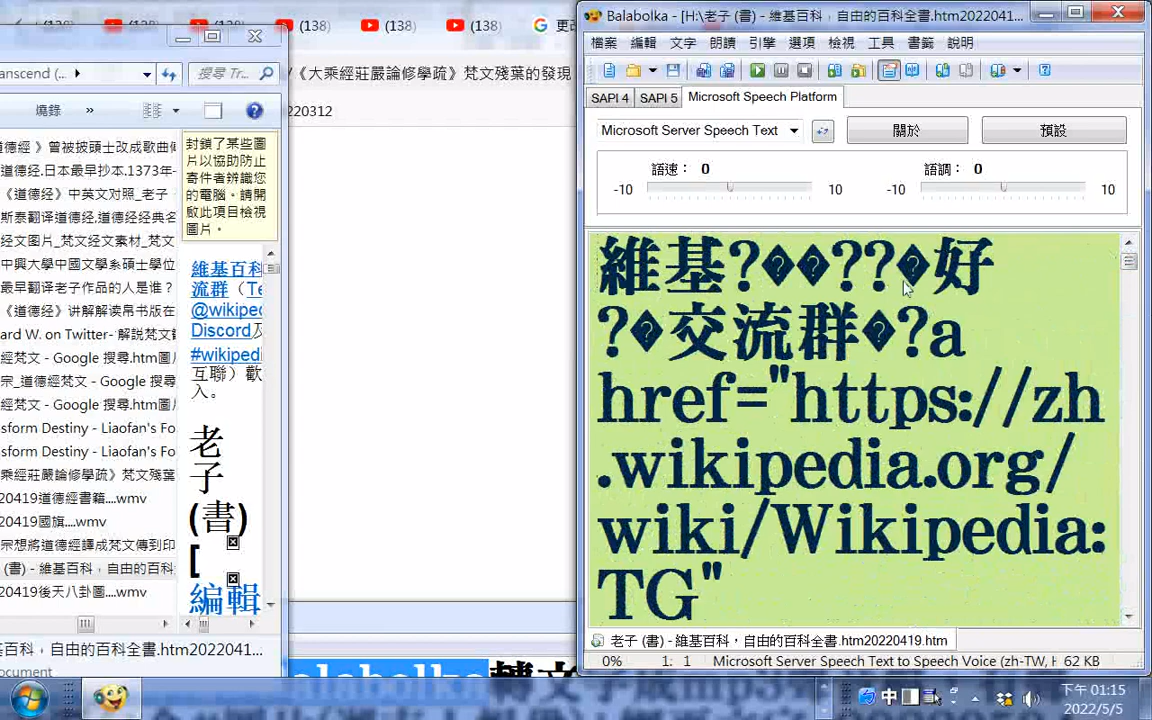 (138)
(138)
(138)
(138)
更
anscend (...
搜尋 Tr...
燒錄
»
《大乘經莊嚴論修學疏》梵文殘葉的發現
220312
德經 》曾被披頭士改成歌曲
道德经.日本最早抄本.1373年-
《道德经》中英文对照_老子
斯泰翻译道德经.道德经经典名
经文图片_梵文经文素材_梵文
中興大學中國文學系碩士學位
最早翻译老子作品的人是谁?
《道德经》讲解解读帛书版在
ard W. on Twitter-˝解説梵文
經梵文 - Google 搜尋.htm圖
宗_道德經梵文 - Google 搜尋
經梵文 - Google 搜尋.htm圖
nsform Destiny - Liaofan's Fo
nsform Destiny - Liaofan's Fo
乘經莊嚴論修學疏》梵文殘葉
20419道德經書籍....wmv
20419國旗....wmv
宗想將道德經譯成梵文傳到印
(書) - 維基百科，自由的百科
20419後天八卦圖....wmv
百科，自由的百科全書.htm2022041...
ocument
封鎖了某些圖
片以協助防止
寄件者辨識您
的電腦。請開
啟此項目檢視
圖片。
維基百科
流群（Te
@wikiped
Discord及
#wikipedi
互聯）歡
入。
老
子
(書)
[
編輯
Balabolka - [H:\老子 (書) - 維基百科，自由的百科全書.htm2022041...
檔案 編輯 文字 朗讀 引擎 選項 檢視 工具 書籤 說明
SAPI 4 SAPI 5 Microsoft Speech Platform
Microsoft Server Speech Text
關於
預設
語速： 0
語調： 0
-10 10 -10 10
維基?��??�好
?�交流群�?a
href="https://zh
.wikipedia.org/
wiki/Wikipedia:
TG"
老子 (書) - 維基百科，自由的百科全書.htm20220419.htm
0% 1: 1 Microsoft Server Speech Text to Speech Voice (zh-TW, H 62 KB
中
下午 01:15
2022/5/5